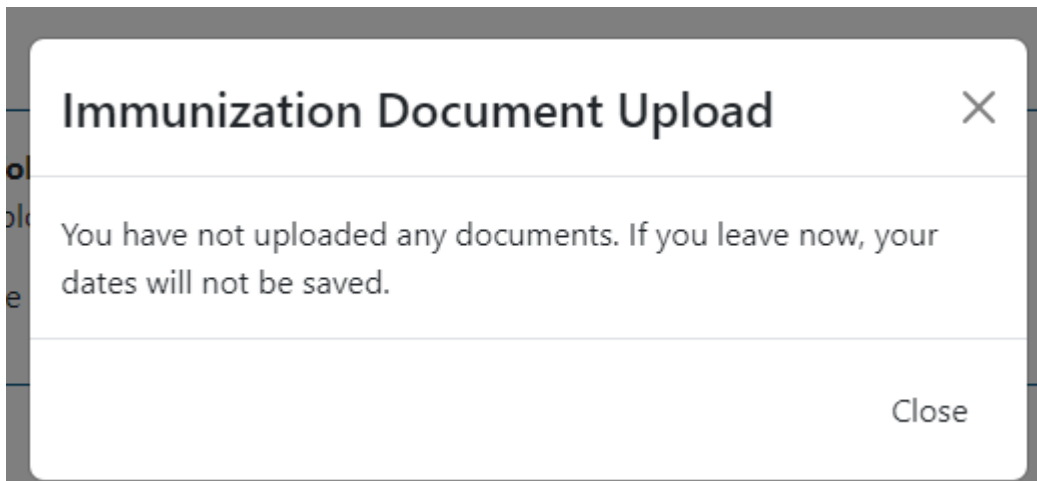 Immunization Document Upload
You have not uploaded any documents. If you leave now, your
dates will not be saved.
Close